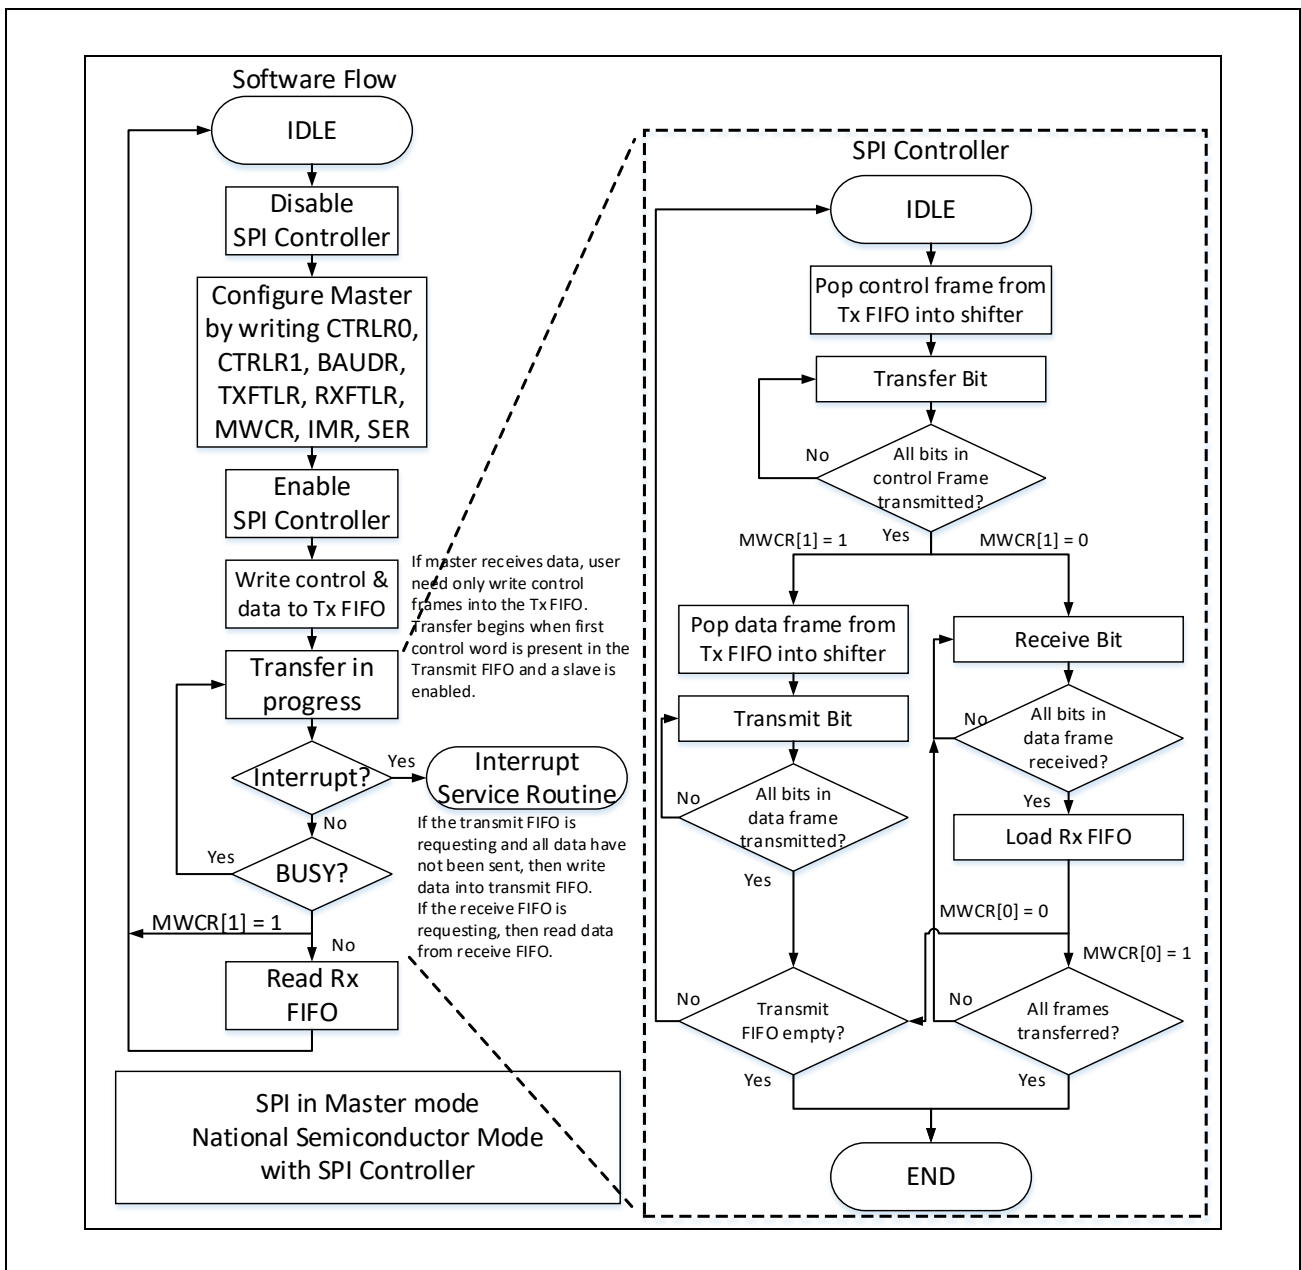 Software Flow
IDLE
Disable
SPI Controller
Configure Master
by writing CTRLR0,
CTRLR1, BAUDR,
TXFTLR, RXFTLR,
MWCR, IMR, SER
Enable
SPI Controller
Write control &
data to Tx FIFO
If master receives data, user
need only write control
frames into the Tx FIFO.
Transfer begins when first
control word is present in the
Transmit FIFO and a slave is
enabled.
Transfer in
progress
Interrupt?
Yes
Interrupt
Service Routine
No
If the transmit FIFO is
requesting and all data have
not been sent, then write
data into transmit FIFO.
If the receive FIFO is
requesting, then read data
from receive FIFO.
Yes
BUSY?
MWCR[1] = 1
No
Read Rx
FIFO
SPI in Master mode
National Semiconductor Mode
with SPI Controller
SPI Controller
IDLE
Pop control frame from
Tx FIFO into shifter
Transfer Bit
No
All bits in
control Frame
transmitted?
Yes
MWCR[1] = 1
MWCR[1] = 0
Pop data frame from
Tx FIFO into shifter
Transmit Bit
No
All bits in
data frame
transmitted?
Yes
Receive Bit
No
All bits in
data frame
received?
Yes
Load Rx FIFO
MWCR[0] = 0
MWCR[0] = 1
No
Transmit
FIFO empty?
Yes
No
All frames
transferred?
Yes
END